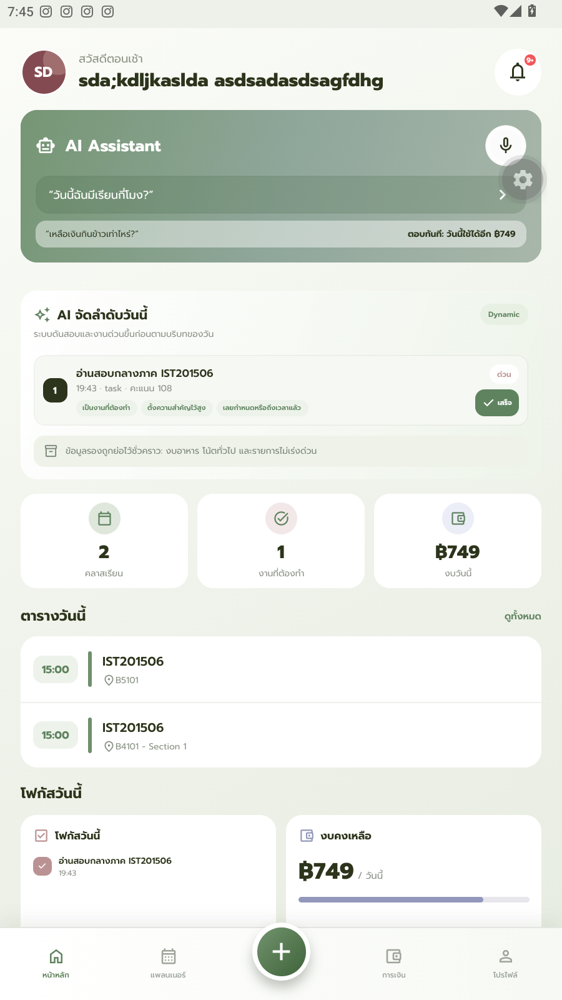 7:45
สวัสดีตอนเช้า
SD
sda;kdljkaslda asdsadasdsagfdhg
9+
AI Assistant
“วันนี้ฉันมีเรียนกี่โมง?”
“เหลือเงินกินข้าวเท่าไหร่?”
ตอบทันที: วันนี้ใช้ได้อีก ฿749
AI จัดลำดับวันนี้
Dynamic
ระบบดันสอบและงานด่วนขึ้นก่อนตามบริบทของวัน
1
อ่านสอบกลางภาค IST201506
ด่วน
19:43 · task · คะแนน 108
เป็นงานที่ต้องทำ
ตั้งความสำคัญไว้สูง
เลยกำหนดหรือถึงเวลาแล้ว
เสร็จ
ข้อมูลรองถูกย่อไว้ชั่วคราว: งบอาหาร โน้ตทั่วไป และรายการไม่เร่งด่วน
2
คลาสเรียน
1
งานที่ต้องทำ
฿749
งบวันนี้
ตารางวันนี้
ดูทั้งหมด
15:00
IST201506
B5101
15:00
IST201506
B4101 - Section 1
โฟกัสวันนี้
โฟกัสวันนี้
อ่านสอบกลางภาค IST201506
19:43
งบคงเหลือ
฿749 / วันนี้
หน้าหลัก
แพลนเนอร์
การเงิน
โปรไฟล์